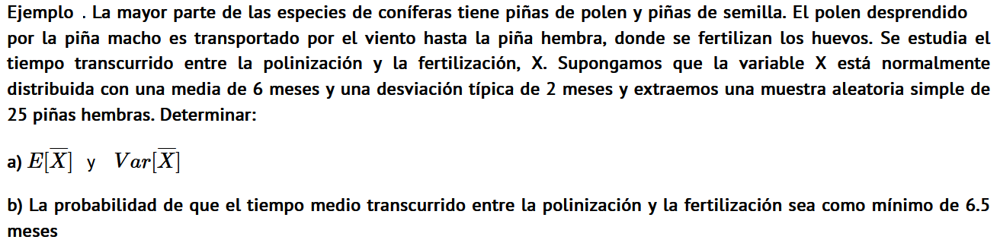 Ejemplo . La mayor parte de las especies de coníferas tiene piñas de polen y piñas de semilla. El polen desprendido
por la piña macho es transportado por el viento hasta la piña hembra, donde se fertilizan los huevos. Se estudia el
tiempo transcurrido entre la polinización y la fertilización, X. Supongamos que la variable X está normalmente
distribuida con una media de 6 meses y una desviación típica de 2 meses y extraemos una muestra aleatoria simple de
25 piñas hembras. Determinar:
a) E[X̅] y Var[X̅]
b) La probabilidad de que el tiempo medio transcurrido entre la polinización y la fertilización sea como mínimo de 6.5
meses